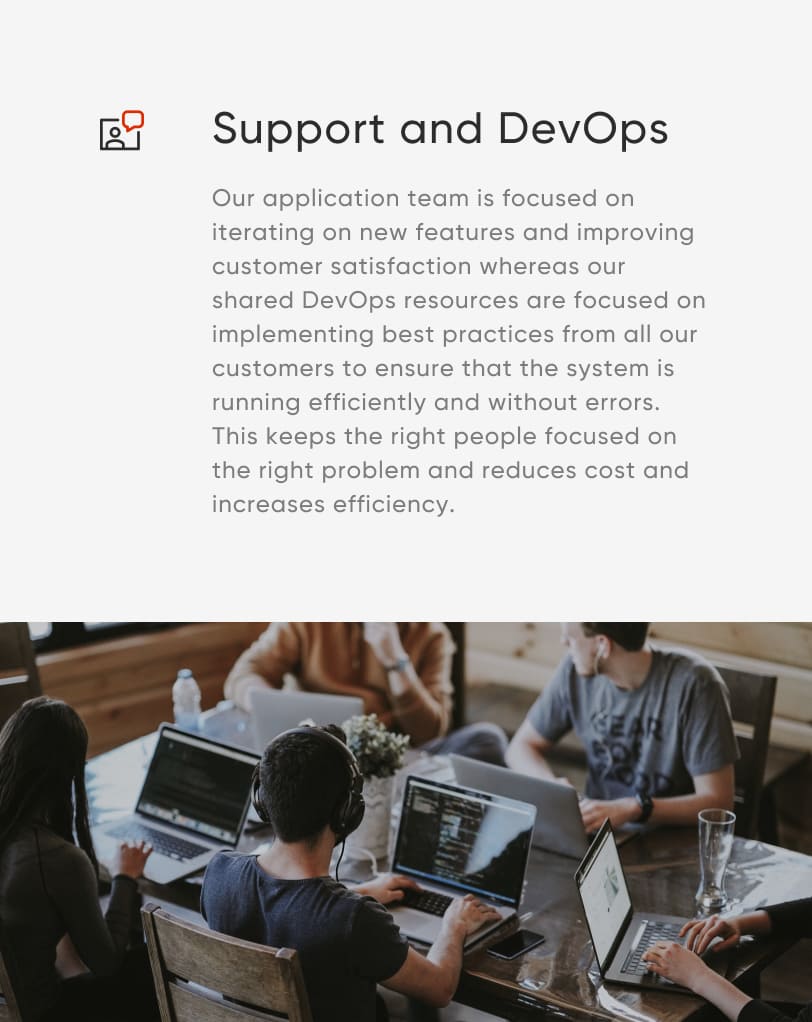 Support and DevOps
Our application team is focused on
iterating on new features and improving
customer satisfaction whereas our
shared DevOps resources are focused on
implementing best practices from all our
customers to ensure that the system is
running efficiently and without errors.
This keeps the right people focused on
the right problem and reduces cost and
increases efficiency.